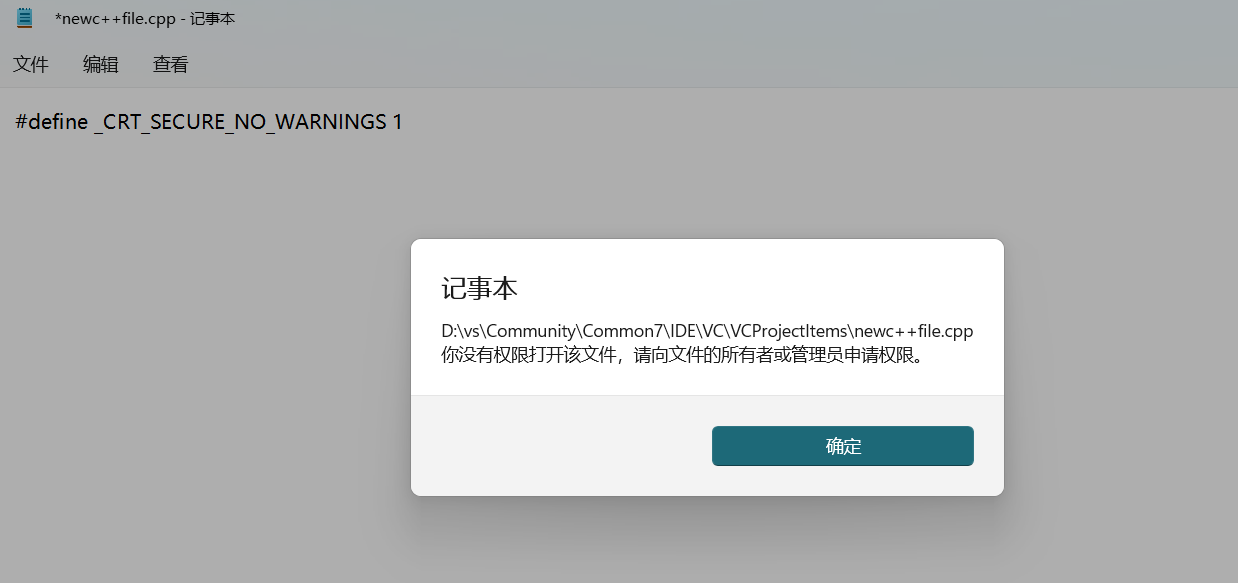 *newc++file.cpp - 记事本
文件 编辑 查看
#define _CRT_SECURE_NO_WARNINGS 1
记事本
D:\vs\Community\Common7\IDE\VC\VCProjectItems\newc++file.cpp
你没有权限打开该文件，请向文件的所有者或管理员申请权限。
确定